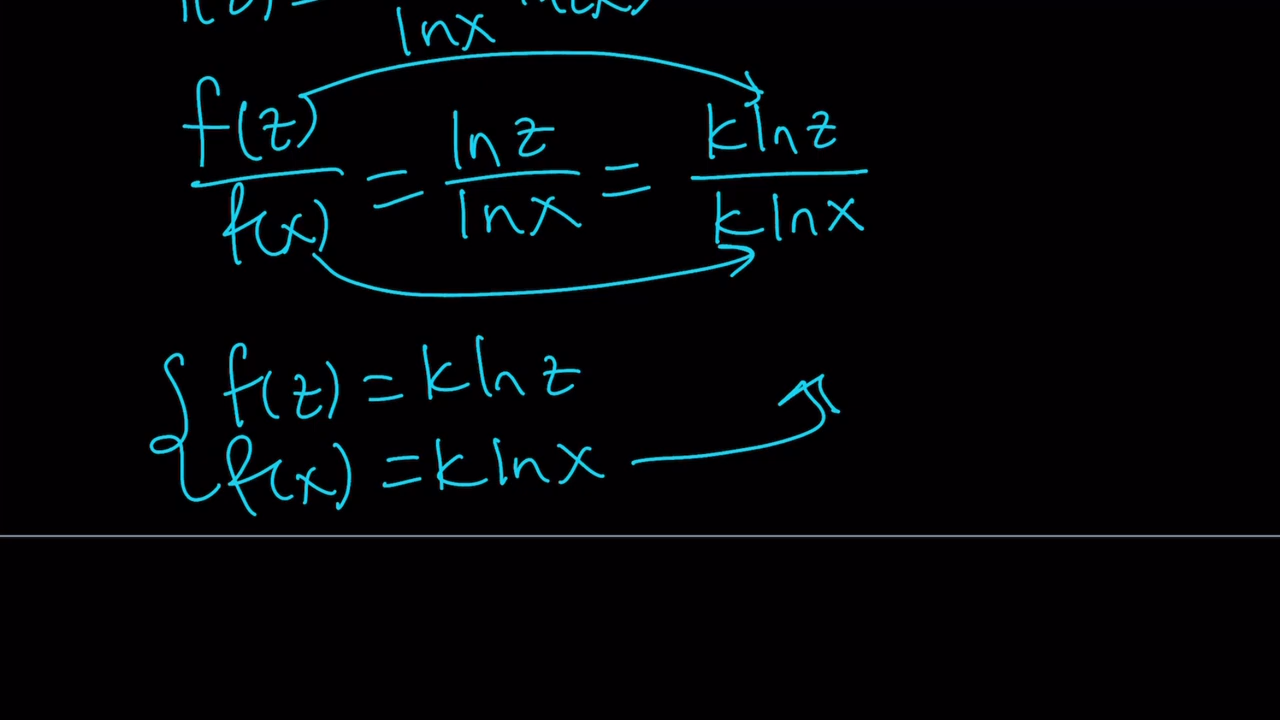 ln x
f(z)/f(x) = ln z/ln x = k ln z/k ln x
f(z) = k ln z
f(x) = k ln x